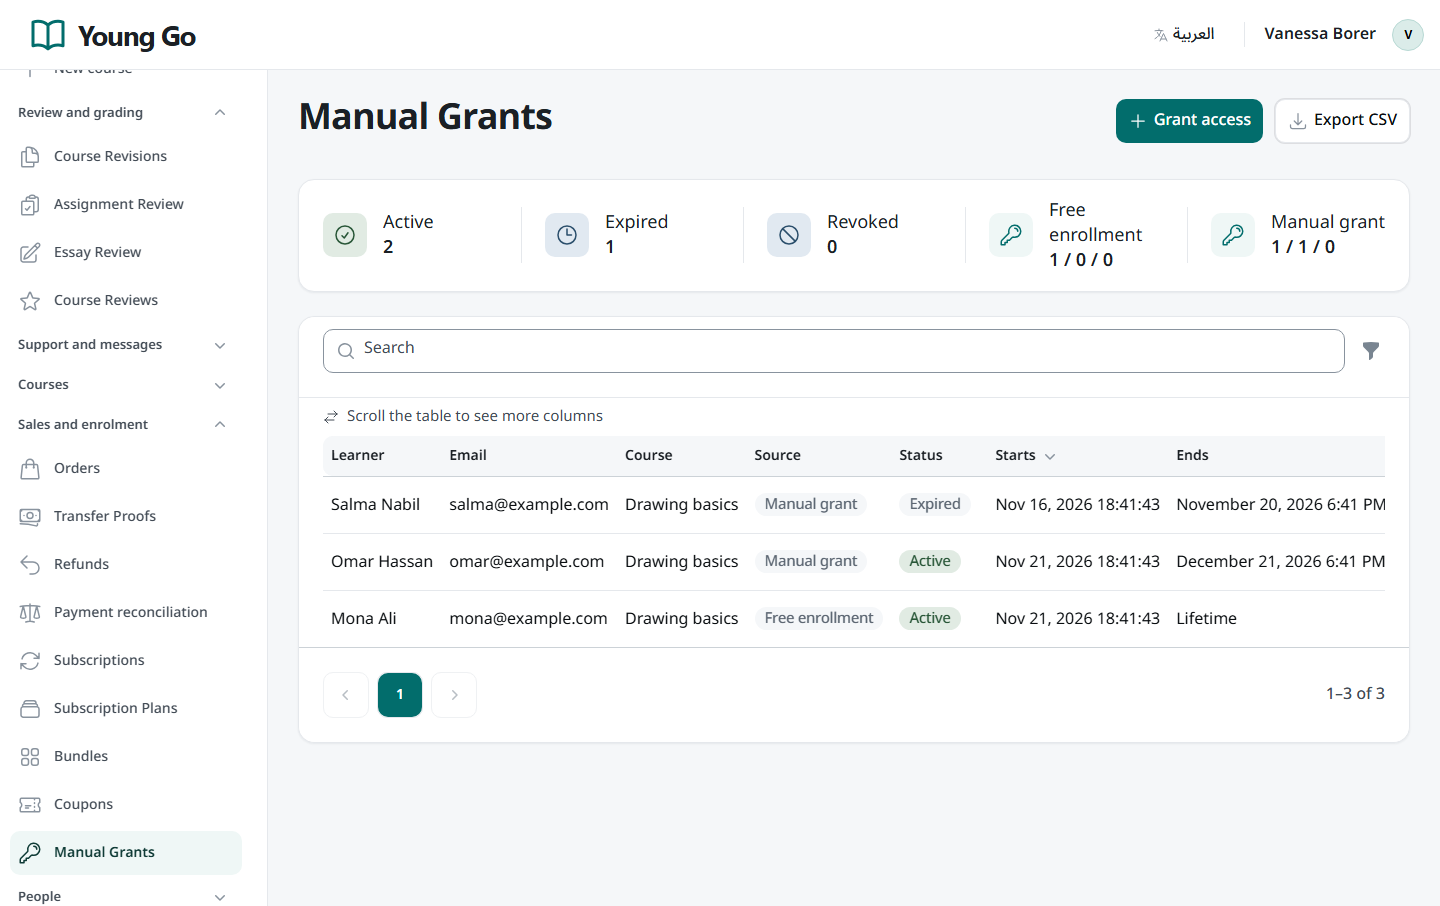 Young Go
العربية
Vanessa Borer
V
New course
Review and grading
Course Revisions
Assignment Review
Essay Review
Course Reviews
Support and messages
Courses
Sales and enrolment
Orders
Transfer Proofs
Refunds
Payment reconciliation
Subscriptions
Subscription Plans
Bundles
Coupons
Manual Grants
People
Manual Grants
Grant access
Export CSV
Active
2
Expired
1
Revoked
0
Free
enrollment
1 / 0 / 0
Manual grant
1 / 1 / 0
Search
Scroll the table to see more columns
Learner Email Course Source Status Starts Ends
Salma Nabil salma@example.com Drawing basics Manual grant Expired Nov 16, 2026 18:41:43 November 20, 2026 6:41 PM
Omar Hassan omar@example.com Drawing basics Manual grant Active Nov 21, 2026 18:41:43 December 21, 2026 6:41 PM
Mona Ali mona@example.com Drawing basics Free enrollment Active Nov 21, 2026 18:41:43 Lifetime
1
1–3 of 3